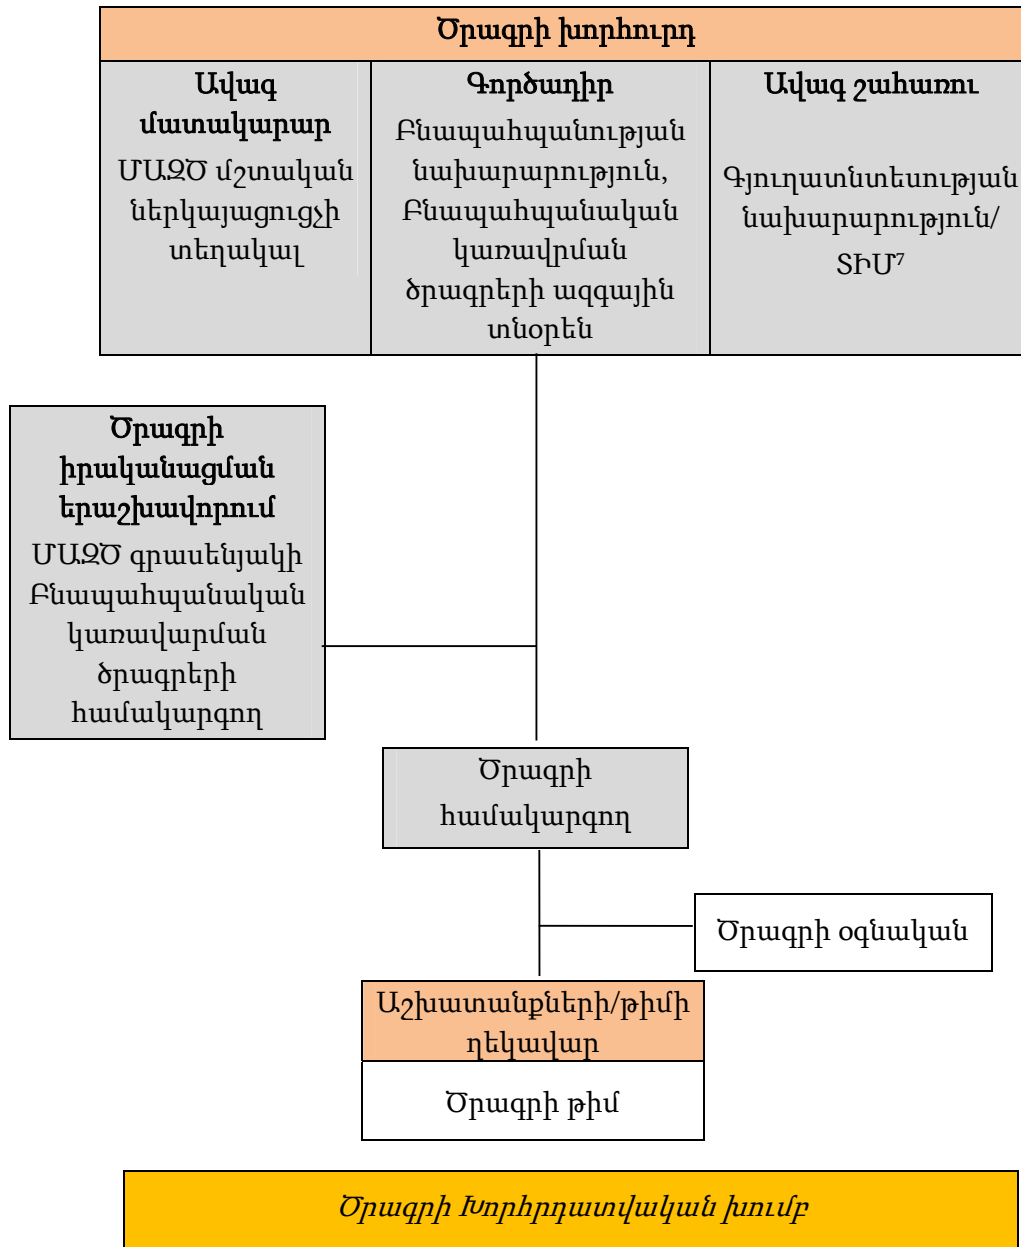 Ծրագրի խորհուրդ
Ավագ
մատակարար
ՄԱԶԾ մշտական
ներկայացուցչի
տեղակալ
Գործադիր
Բնապահպանության
նախարարություն,
Բնապահպանական
կառավրման
ծրագրերի ազգային
տնօրեն
Ավագ շահառու
Գյուղատնտեսության
նախարարություն/
ՏԻՄ⁷
Ծրագրի
իրականացման
երաշխավորում
ՄԱԶԾ գրասենյակի
Բնապահպանական
կառավարման
ծրագրերի
համակարգող
Ծրագրի
համակարգող
Ծրագրի օգնական
Աշխատանքների/թիմի
ղեկավար
Ծրագրի թիմ
Ծրագրի Խորհրդատվական խումբ